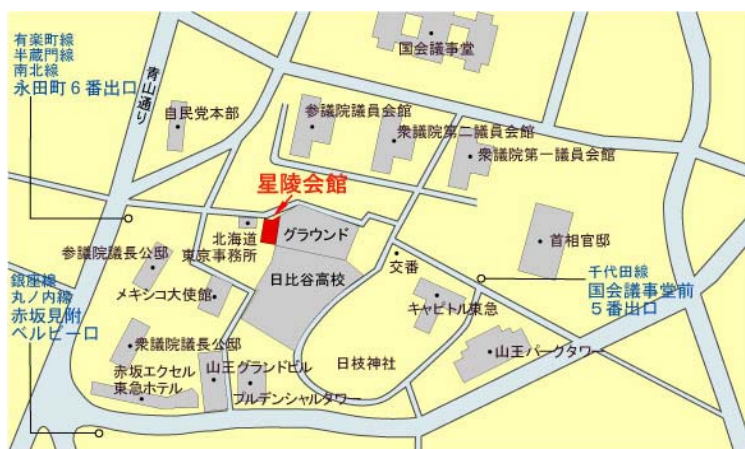 国会議事堂
有楽町線
半蔵門線
南北線
永田町6番出口
青山通り
自民党本部
参議院議員会館
衆議院第二議員会館
衆議院第一議員会館
星陵会館
北海道
東京事務所
グラウンド
首相官邸
参議院議長公邸
日比谷高校
交番
銀座線
丸ノ内線
赤坂見附
ベルビー口
メキシコ大使館
キャピトル東急
千代田線
国会議事堂前
5番出口
衆議院議長公邸
赤坂エクセル
東急ホテル
山王グランドビル
日枝神社
山王パークタワー
プルデンシャルタワー